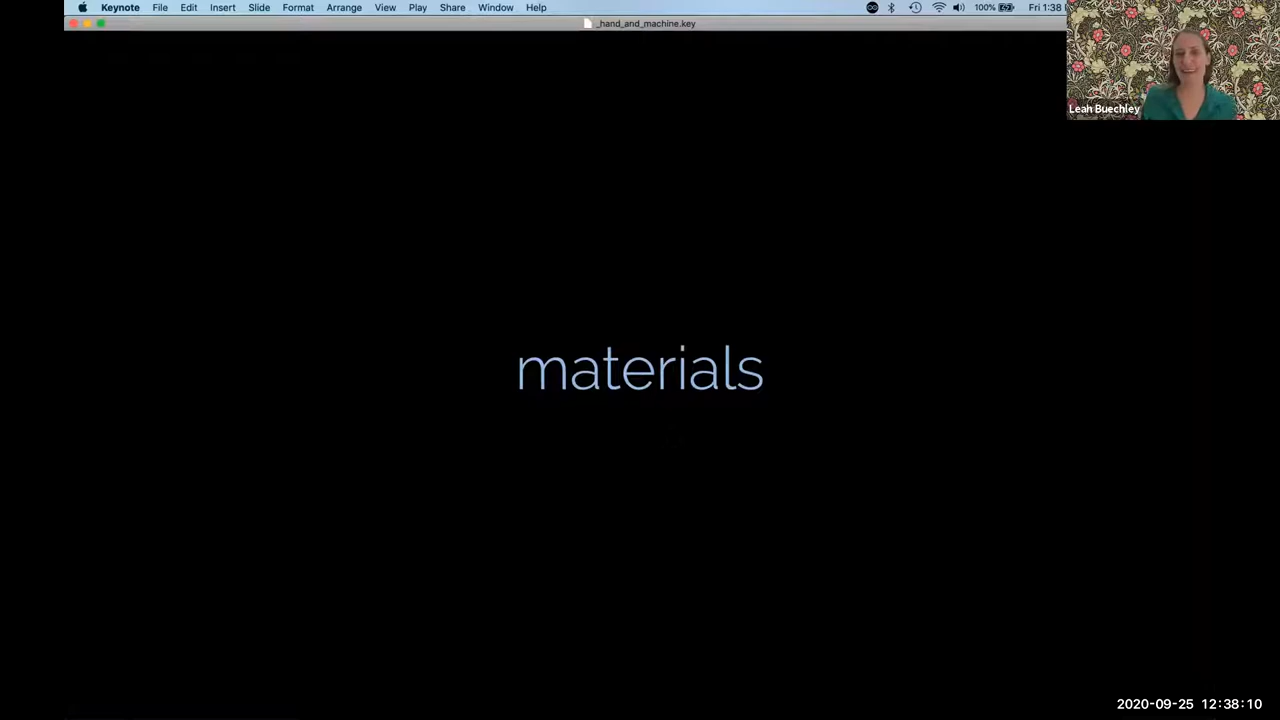 Keynote File Edit Insert Slide Format Arrange View Play Share Window Help 100% Fri 1:38
_hand_and_machine.key
Leah Buechley
materials
2020-09-25 12:38:10